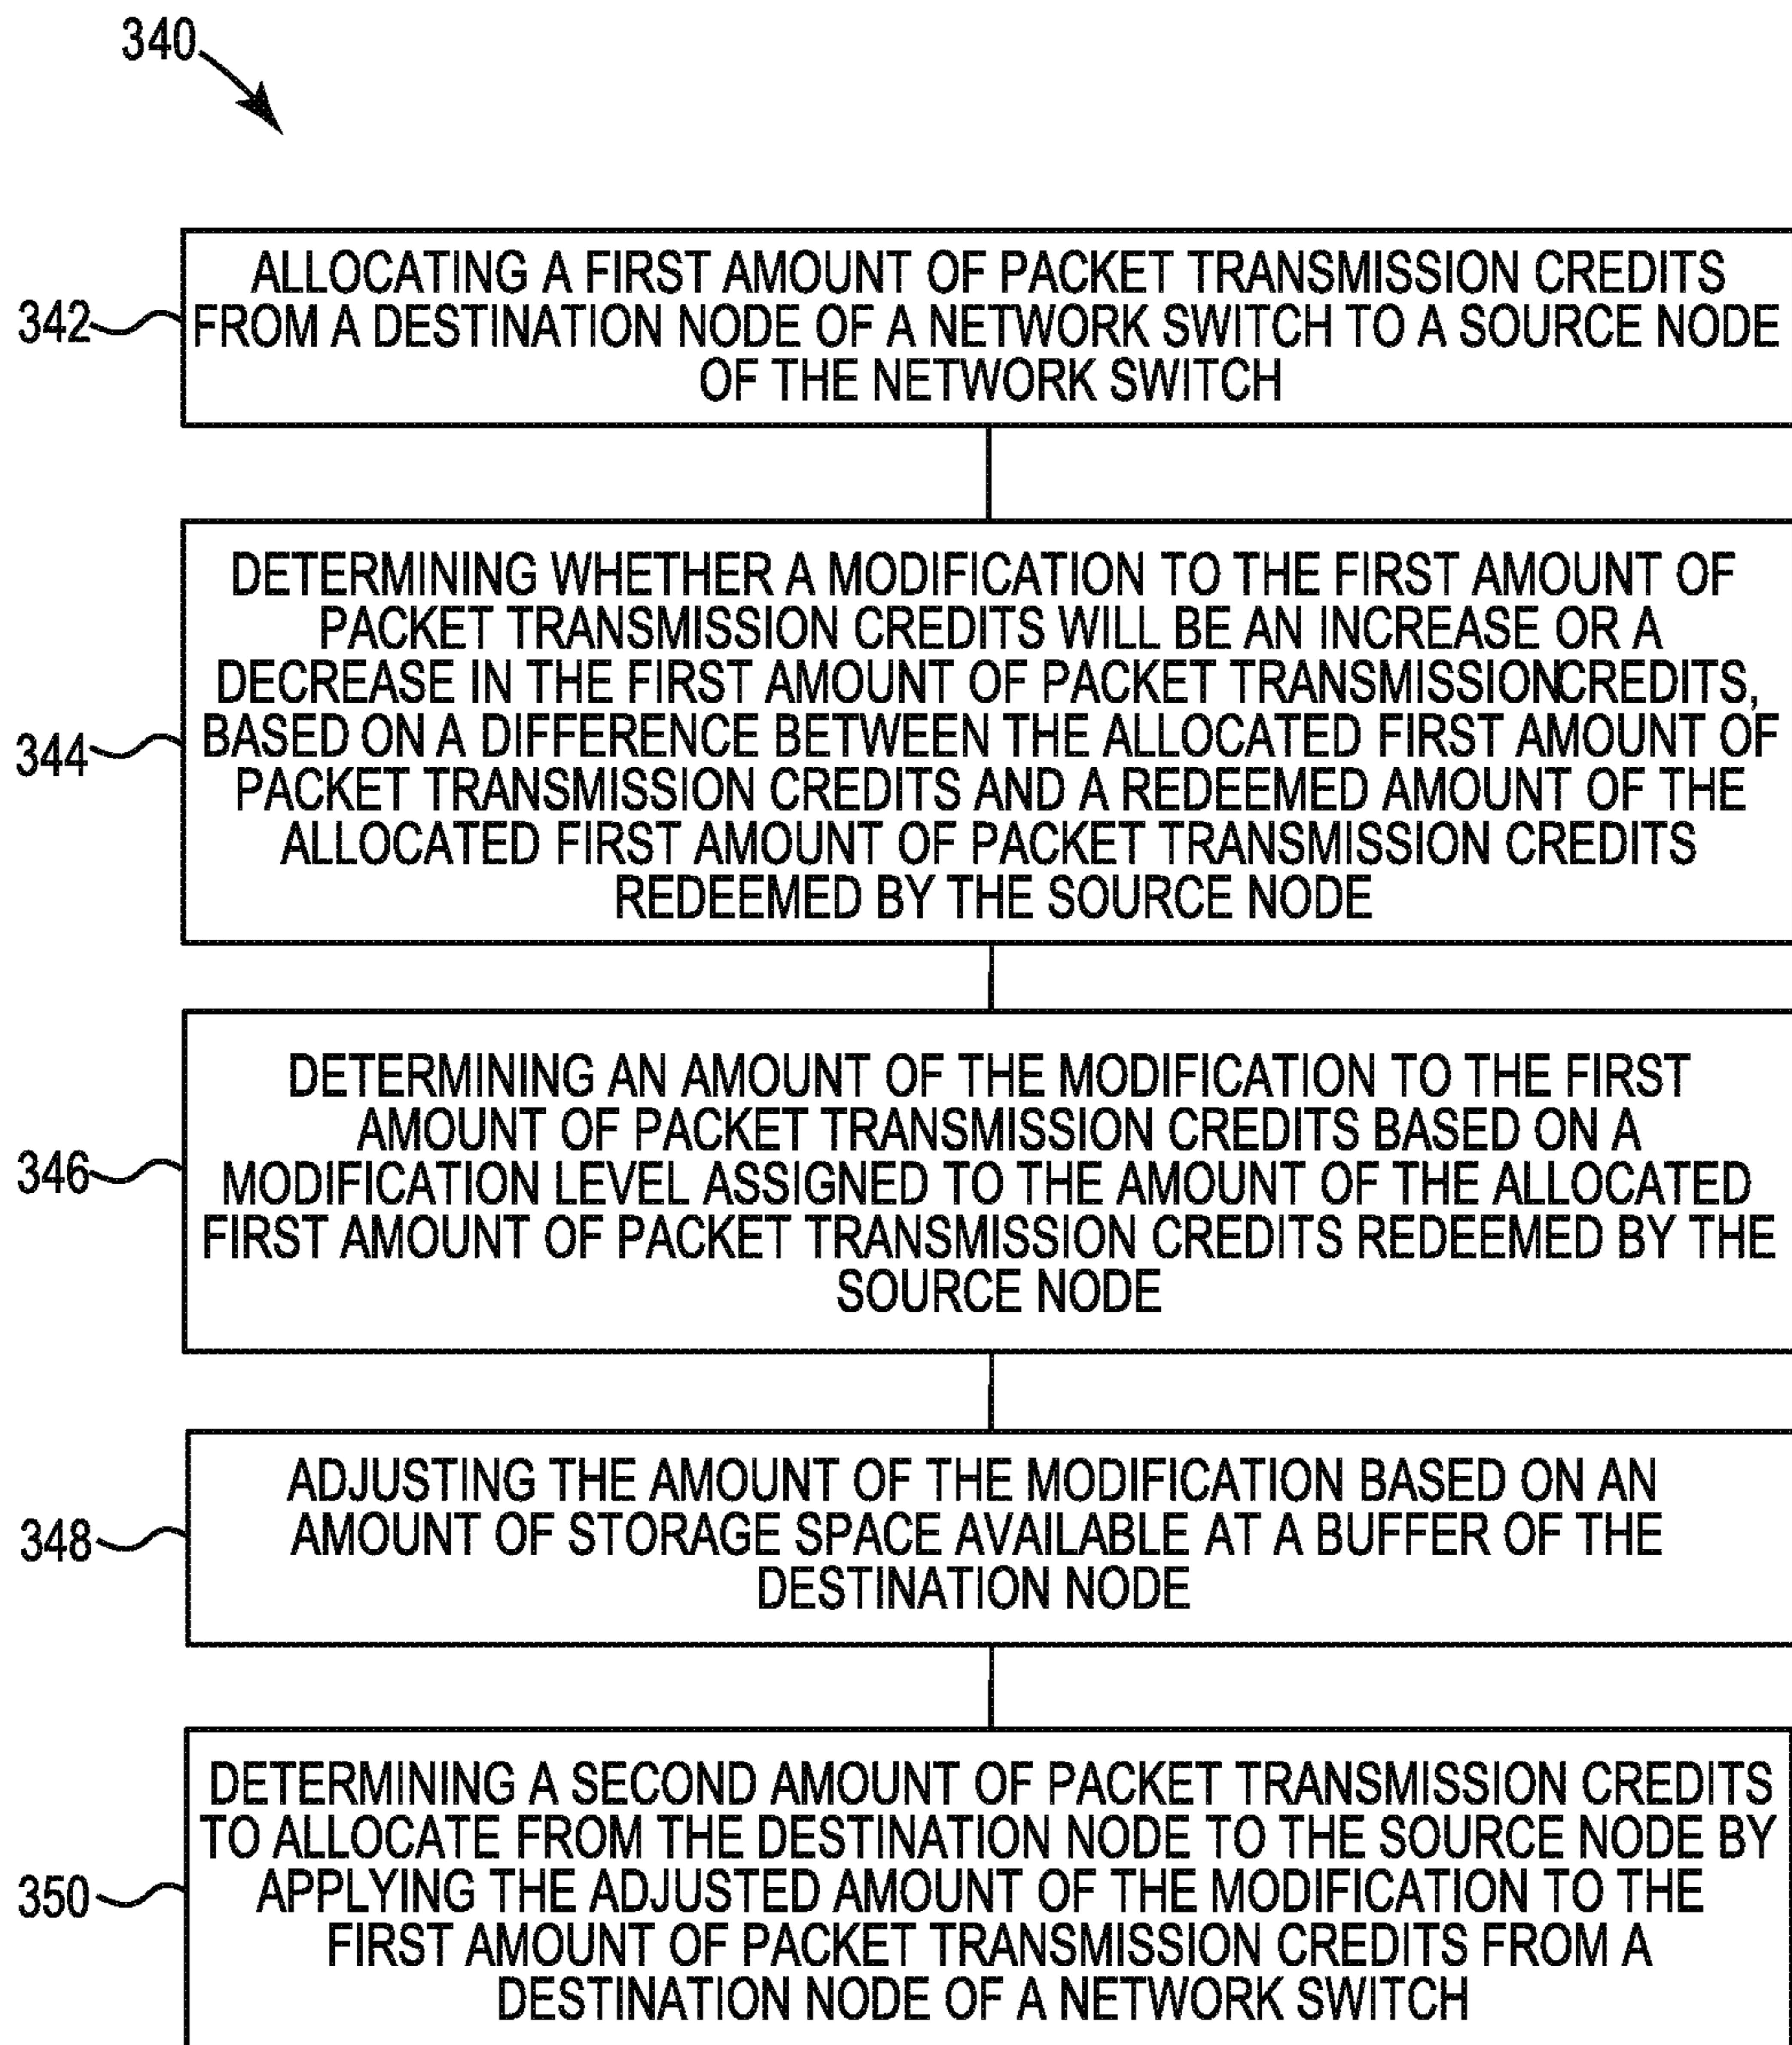 340
ALLOCATING A FIRST AMOUNT OF PACKET TRANSMISSION CREDITS
342
FROM A DESTINATION NODE OF A NETWORK SWITCH TO A SOURCE NODE
OF THE NETWORK SWITCH
DETERMINING WHETHER A MODIFICATION TO THE FIRST AMOUNT OF
PACKET TRANSMISSION CREDITS WILL BE AN INCREASE OR A
DECREASE IN THE FIRST AMOUNT OF PACKET TRANSMISSION CREDITS,
344
BASED ON A DIFFERENCE BETWEEN THE ALLOCATED FIRST AMOUNT OF
PACKET TRANSMISSION CREDITS AND A REDEEMED AMOUNT OF THE
ALLOCATED FIRST AMOUNT OF PACKET TRANSMISSION CREDITS
REDEEMED BY THE SOURCE NODE
DETERMINING AN AMOUNT OF THE MODIFICATION TO THE FIRST
AMOUNT OF PACKET TRANSMISSION CREDITS BASED ON A
346
MODIFICATION LEVEL ASSIGNED TO THE AMOUNT OF THE ALLOCATED
FIRST AMOUNT OF PACKET TRANSMISSION CREDITS REDEEMED BY THE
SOURCE NODE
ADJUSTING THE AMOUNT OF THE MODIFICATION BASED ON AN
348
AMOUNT OF STORAGE SPACE AVAILABLE AT A BUFFER OF THE
DESTINATION NODE
DETERMINING A SECOND AMOUNT OF PACKET TRANSMISSION CREDITS
TO ALLOCATE FROM THE DESTINATION NODE TO THE SOURCE NODE BY
350
APPLYING THE ADJUSTED AMOUNT OF THE MODIFICATION TO THE
FIRST AMOUNT OF PACKET TRANSMISSION CREDITS FROM A
DESTINATION NODE OF A NETWORK SWITCH